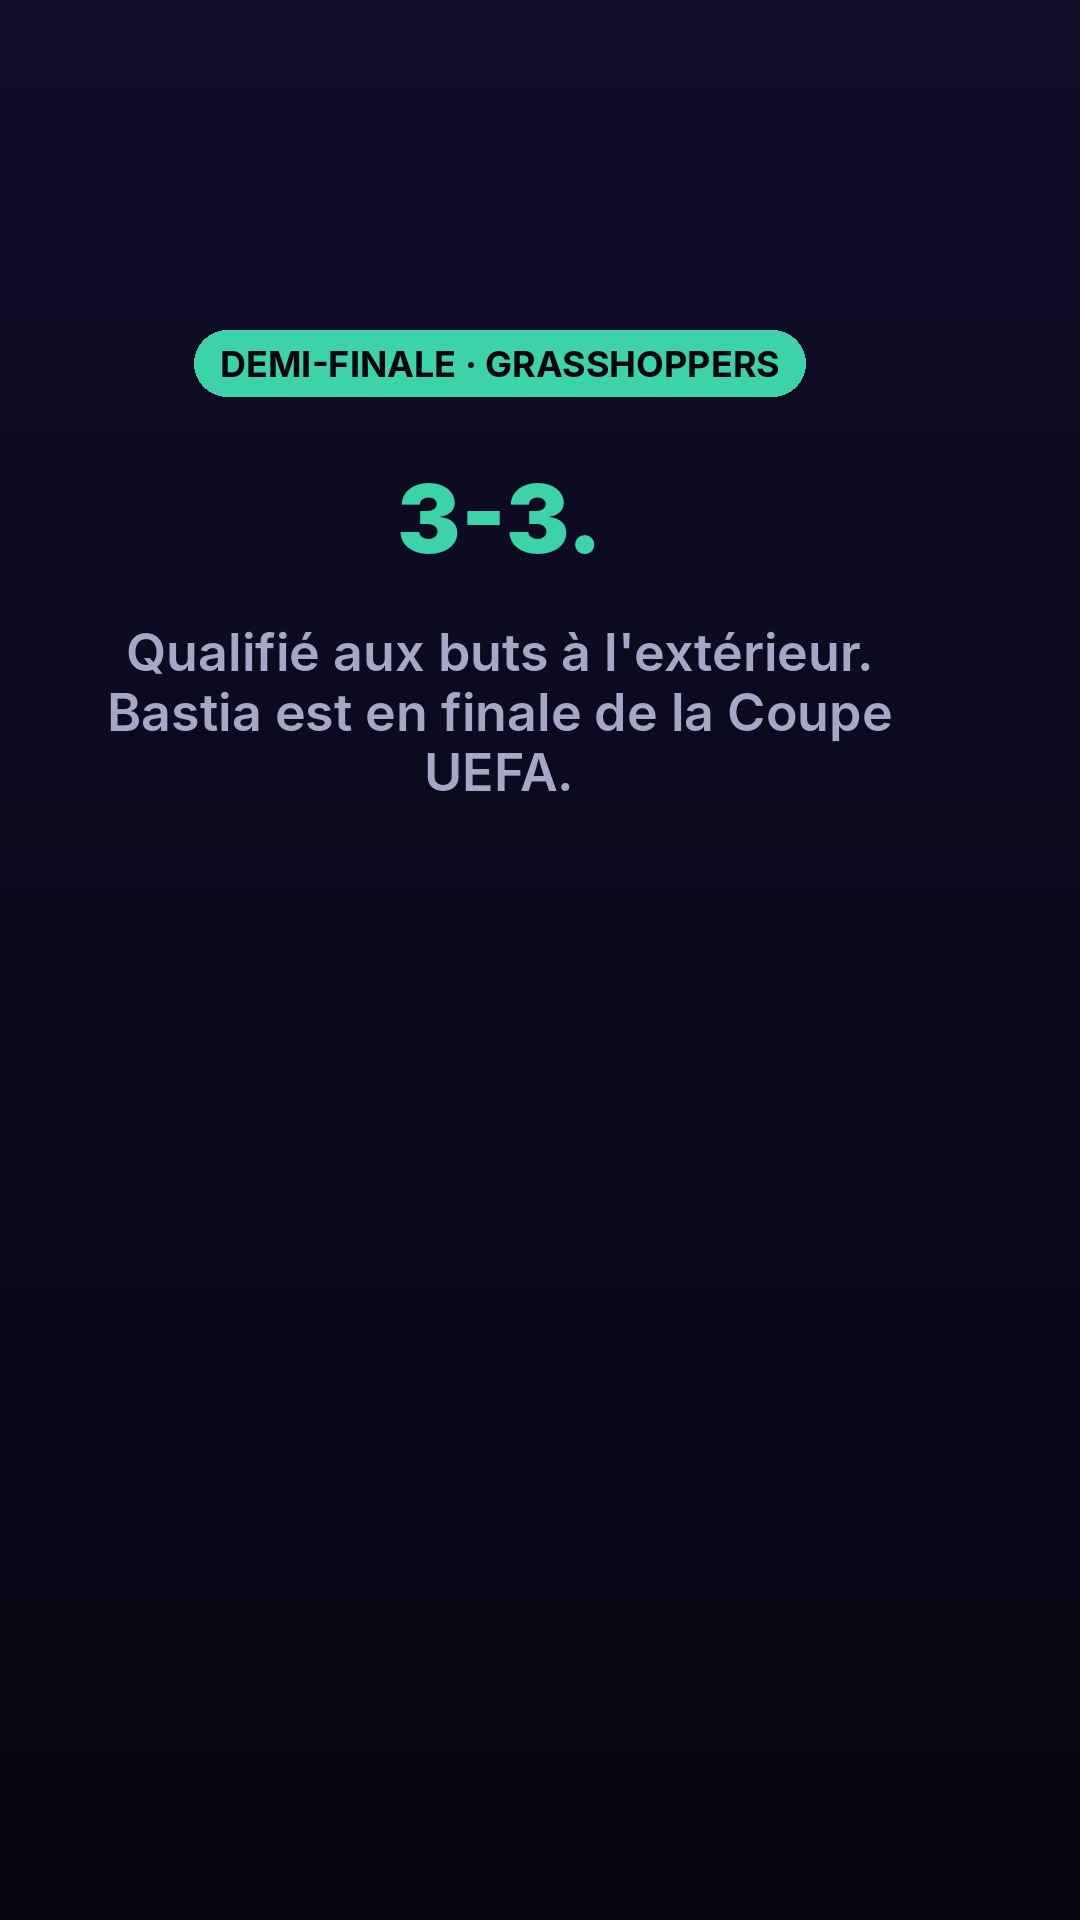 DEMI-FINALE · GRASSHOPPERS
3-3.
Qualifié aux buts à l'extérieur.
Bastia est en finale de la Coupe
UEFA.